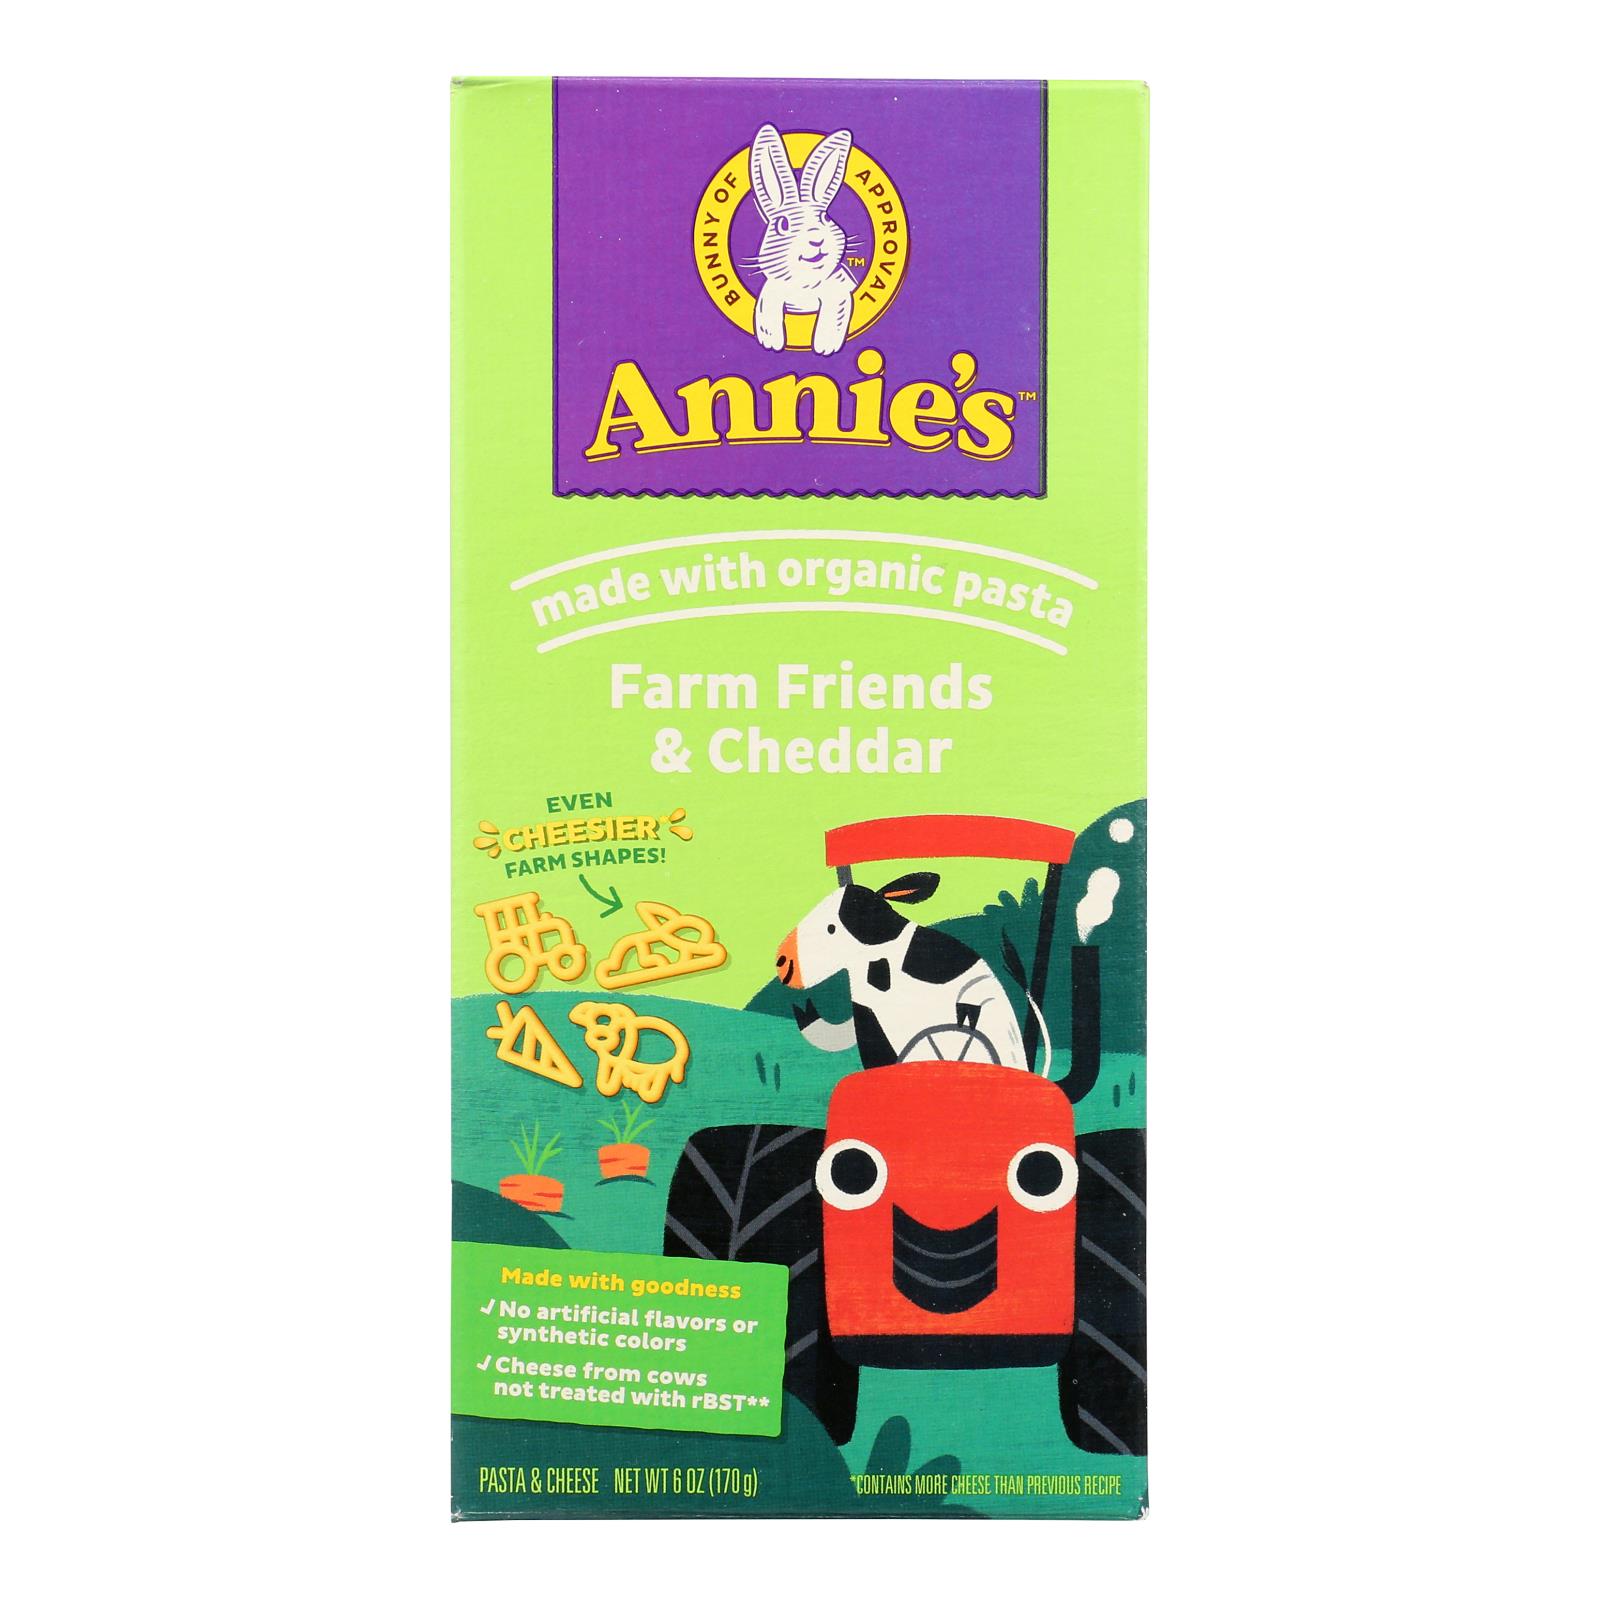 BUNNY OF APPROVAL
TM
Annie's™
made with organic pasta
Farm Friends
& Cheddar
EVEN
CHEESIER*
FARM SHAPES!
Made with goodness
✓No artificial flavors or
synthetic colors
✓Cheese from cows
not treated with rBST**
PASTA & CHEESE NET WT 6 OZ (170 g)
*CONTAINS MORE CHEESE THAN PREVIOUS RECIPE